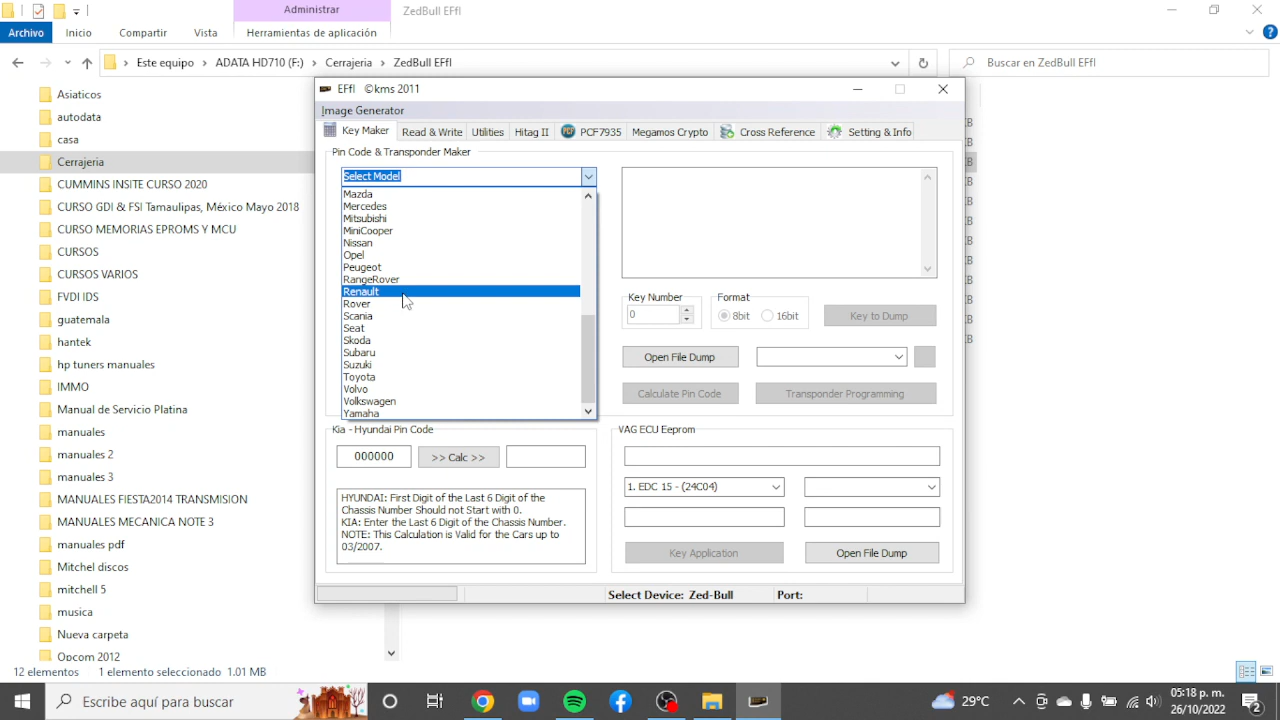 Administrar
ZedBull EFfI
Archivo
Inicio
Compartir
Vista
Herramientas de aplicación
Este equipo
ADATA HD710 (F:)
Cerrajeria
ZedBull EFfI
Buscar en ZedBull EFfI
Asiaticos
autodata
casa
Cerrajeria
CUMMINS INSITE CURSO 2020
CURSO GDI & FSI Tamaulipas, México Mayo 2018
CURSO MEMORIAS EPROMS Y MCU
CURSOS
CURSOS VARIOS
FVDI IDS
guatemala
hantek
hp tuners manuales
IMMO
Manual de Servicio Platina
manuales
manuales 2
manuales 3
MANUALES FIESTA2014 TRANSMISION
MANUALES MECANICA NOTE 3
manuales pdf
Mitchel discos
mitchell 5
musica
Nueva carpeta
Opcom 2012
EFfI ©kms 2011
Image Generator
Key Maker
Read & Write
Utilities
Hitag II
PCF7935
Megamos Crypto
Cross Reference
Setting & Info
Pin Code & Transponder Maker
Select Model
Mazda
Mercedes
Mitsubishi
MiniCooper
Nissan
Opel
Peugeot
RangeRover
Renault
Rover
Scania
Seat
Skoda
Subaru
Suzuki
Toyota
Volvo
Volkswagen
Yamaha
Key Number
0
Format
8bit
16bit
Key to Dump
Open File Dump
Calculate Pin Code
Transponder Programming
Kia - Hyundai Pin Code
000000
>> Calc >>
HYUNDAI: First Digit of the Last 6 Digit of the
Chassis Number Should not Start with 0.
KIA: Enter the Last 6 Digit of the Chassis Number.
NOTE: This Calculation is Valid for the Cars up to
03/2007.
VAG ECU Eeprom
1. EDC 15 - (24C04)
Key Application
Open File Dump
Select Device: Zed-Bull
Port:
12 elementos
1 elemento seleccionado 1.01 MB
Escribe aquí para buscar
29°C
05:18 p. m.
26/10/2022
2